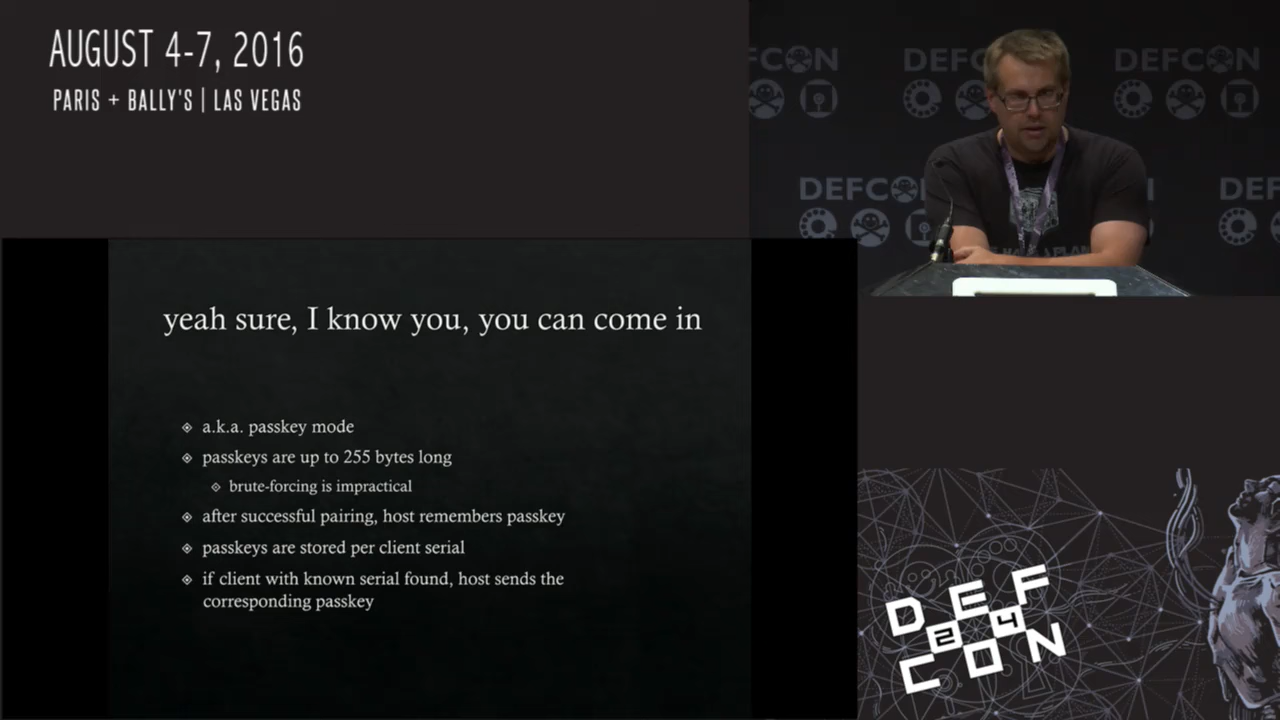 AUGUST 4-7, 2016
PARIS + BALLY'S | LAS VEGAS
DEFCON
DEFCON
DEFCON
DEFCON
DEF
yeah sure, I know you, you can come in
a.k.a. passkey mode
passkeys are up to 255 bytes long
brute-forcing is impractical
after successful pairing, host remembers passkey
passkeys are stored per client serial
if client with known serial found, host sends the
corresponding passkey
DEF
24
CON